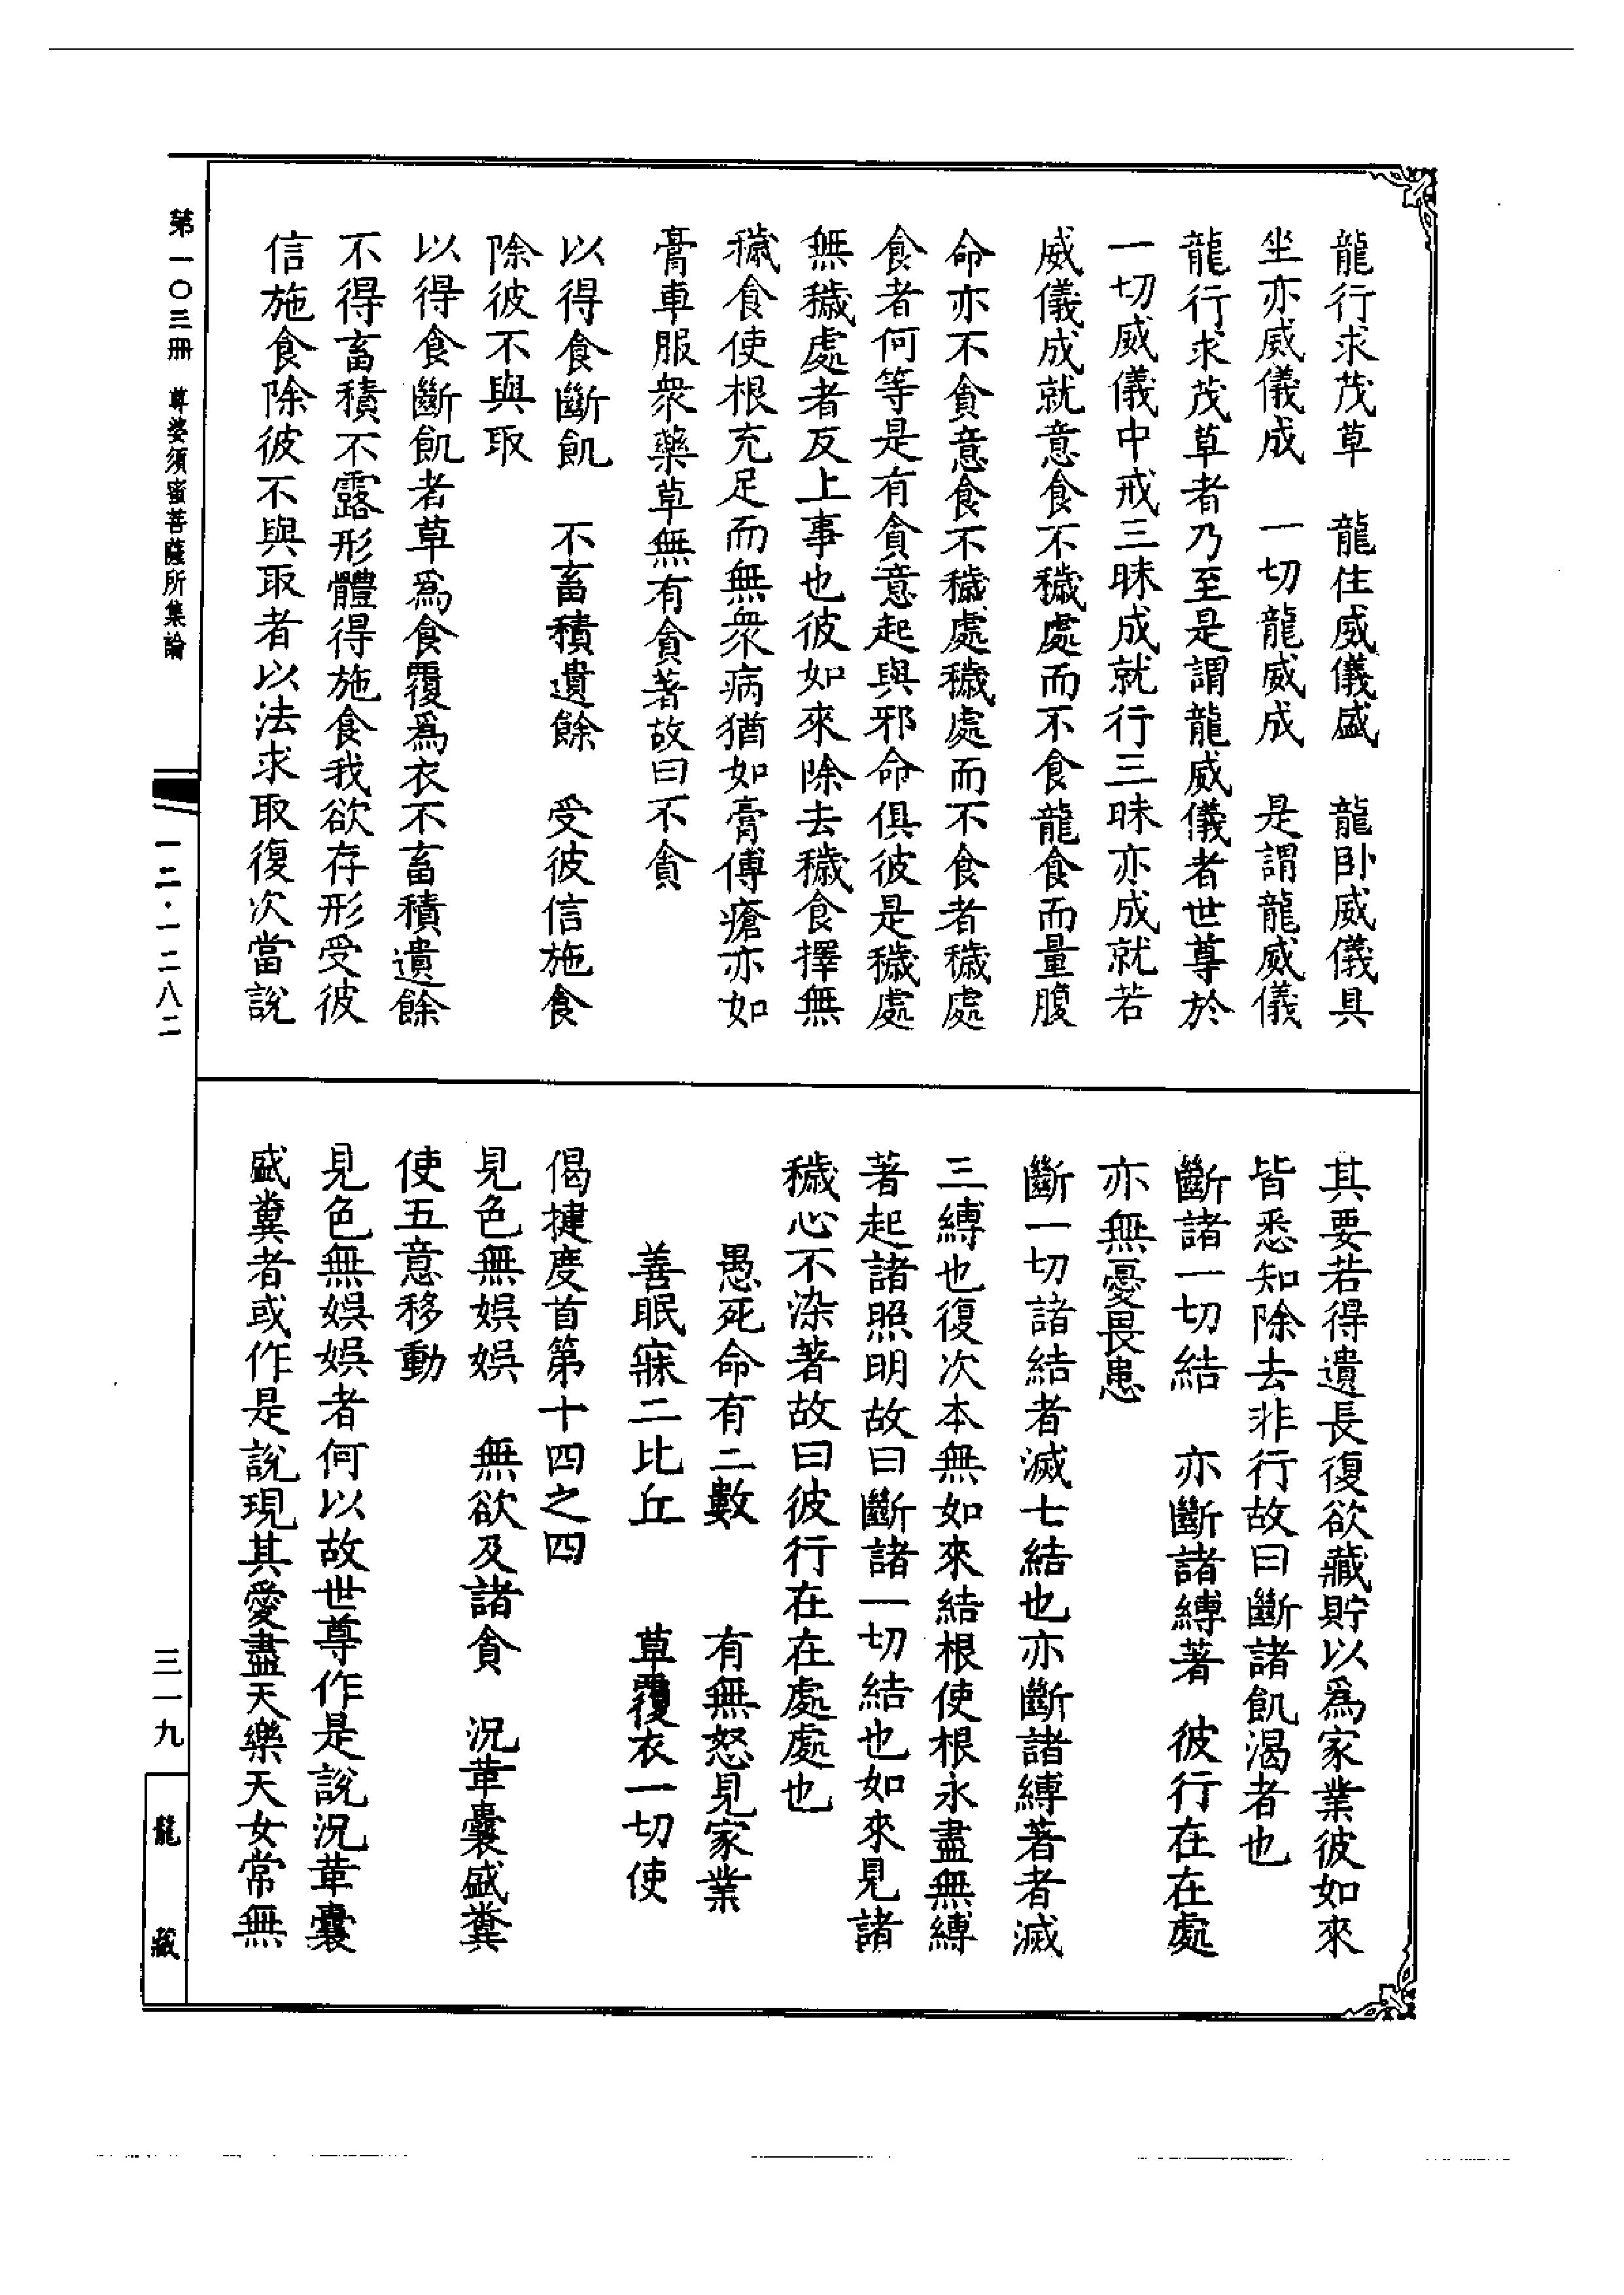 龍行求茂草　龍住威儀盛　龍卧威儀具
坐亦威儀成　一切龍威成　是謂龍威儀
龍行求茂草者乃至是謂龍威儀者世尊於
一切威儀中戒三昧成就行三昧亦成就若
威儀成就意食不穢處而不食龍食而量腹
命亦不貪意食不穢處穢處而不食者穢處
食者何等是有貪意起與邪命俱彼是穢處
無穢處者反上事也彼如來除去穢食擇無
穢食使根充足而無衆病猶如膏傅瘡亦如
膏車服衆藥草無有貪著故曰不貪
以得食斷飢　不畜積遺餘　受彼信施食
除彼不與取
以得食斷飢者草爲食覆爲衣不畜積遺餘
不得畜積不露形體得施食我欲存形受彼
信施食除彼不與取者以法求取復次當說
其要若得遺長復欲藏貯以爲家業彼如來
皆悉知除去非行故曰斷諸飢渴者也
斷諸一切結　亦斷諸縛著　彼行在在處
亦無憂畏患
斷一切諸結者滅七結也亦斷諸縛著者滅
三縛也復次本無如來結根使根永盡無縛
著起諸照明故曰斷諸一切結也如來見諸
穢心不染著故曰彼行在在處處也
愚死命有二數　有無怒見家業
善眠寐二比丘　草覆衣一切使
偈揵度首第十四之四
見色無娛娛　無欲及諸貪　況革囊盛糞
使五意移動
見色無娛娛者何以故世尊作是說況革囊
盛糞者或作是說現其愛盡天樂天女常無
第一〇三冊　尊婆須蜜菩薩所集論
一二·一二八二
三一九
龍藏